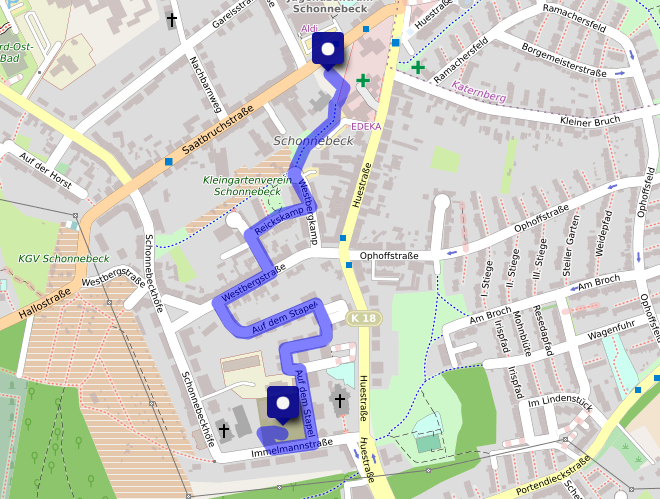 Schonnebeck
Gareisstraße
Huestraße
Ramachersfeld
Aldi
rd-Ost-
Bad
Nachbarnweg
Ramachersfeld
Borgemeisterstraße
Katernberg
Kleiner Bruch
Saatbruchstraße
EDEKA
Schonnebeck
Auf der Horst
Kleingartenverein
Schonnebeck
Westbergkamp
Huestraße
Ophoffsfeld
Reickskamp
Ophoffstraße
Ophoffstraße
Steiler Garten
Weidepfad
III. Stiege
II. Stiege
I. Stiege
KGV Schonnebeck
Schonnebeckhöfe
Westbergstraße
Westbergstraße
Am Broch
Hallostraße
Auf dem Stapel
K 18
Am Broch
Irispfad
Mohnblüte
Resedapfad
Wagenfuhr
Schonnebeckhöfe
Auf dem Stapel
Huestraße
Irispfad
Im Lindenstück
Immelmannstraße
Huestraße
Portendieckstraße